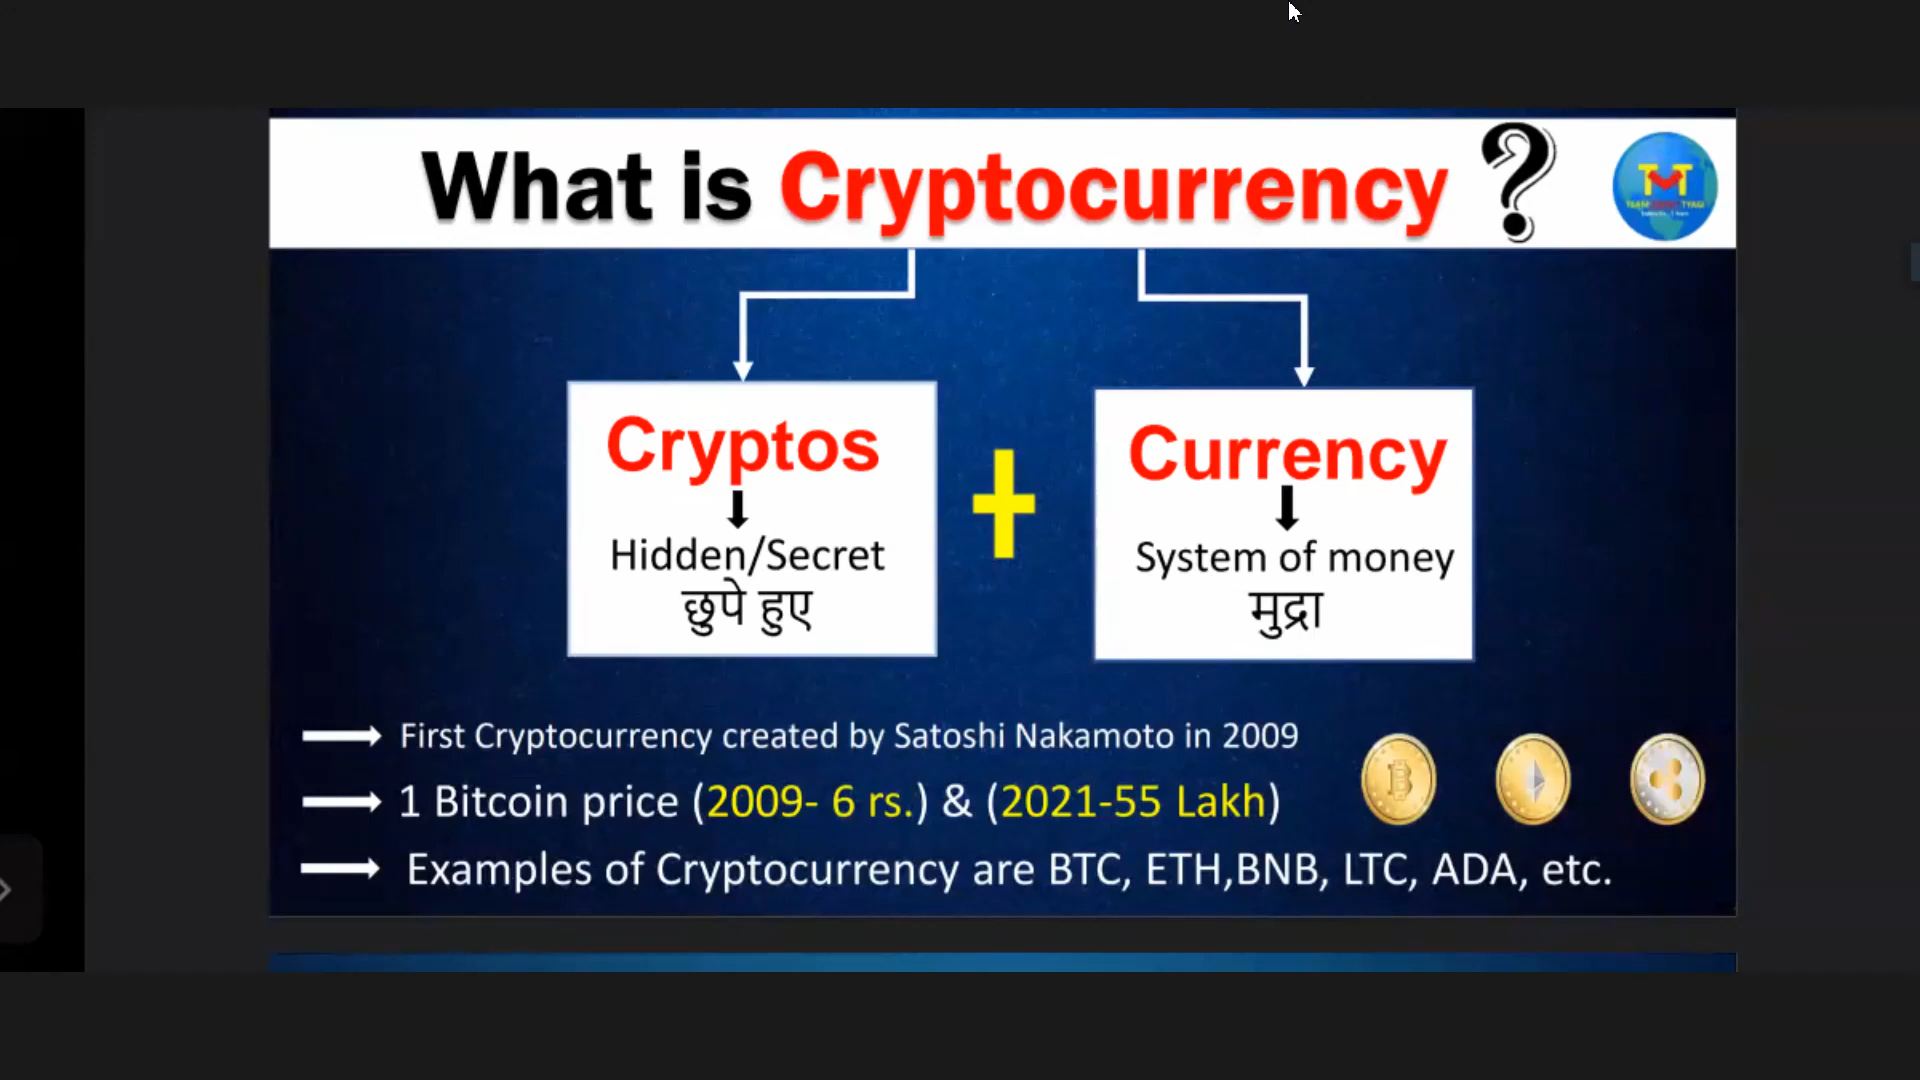 What is Cryptocurrency ?
TMT
Cryptos
Hidden/Secret
छुपे हुए
+
Currency
System of money
मुद्रा
First Cryptocurrency created by Satoshi Nakamoto in 2009
1 Bitcoin price (2009- 6 rs.) & (2021-55 Lakh)
Examples of Cryptocurrency are BTC, ETH,BNB, LTC, ADA, etc.